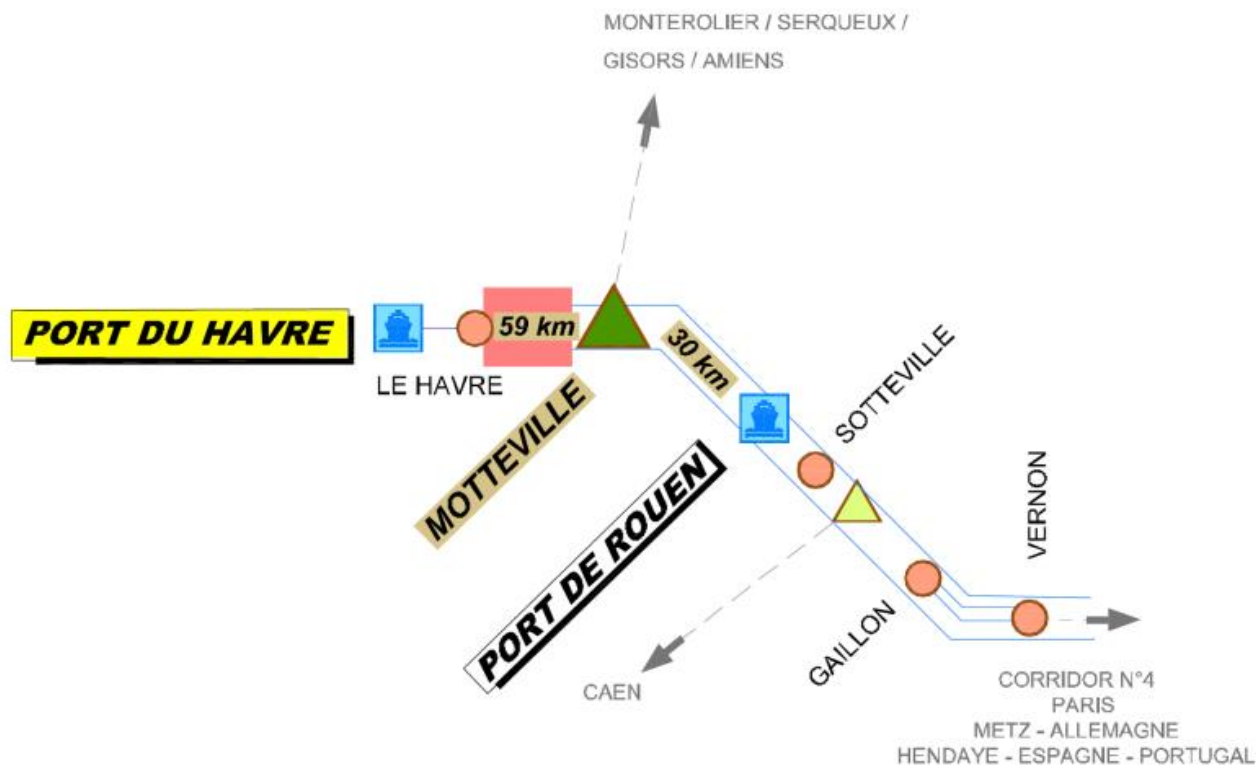 MONTEROLIER / SERQUEUX /
GISORS / AMIENS
PORT DU HAVRE
59 km
LE HAVRE
30 km
MOTTEVILLE
SOTTEVILLE
PORT DE ROUEN
VERNON
GAILLON
CAEN
CORRIDOR N°4
PARIS
METZ - ALLEMAGNE
HENDAYE - ESPAGNE - PORTUGAL